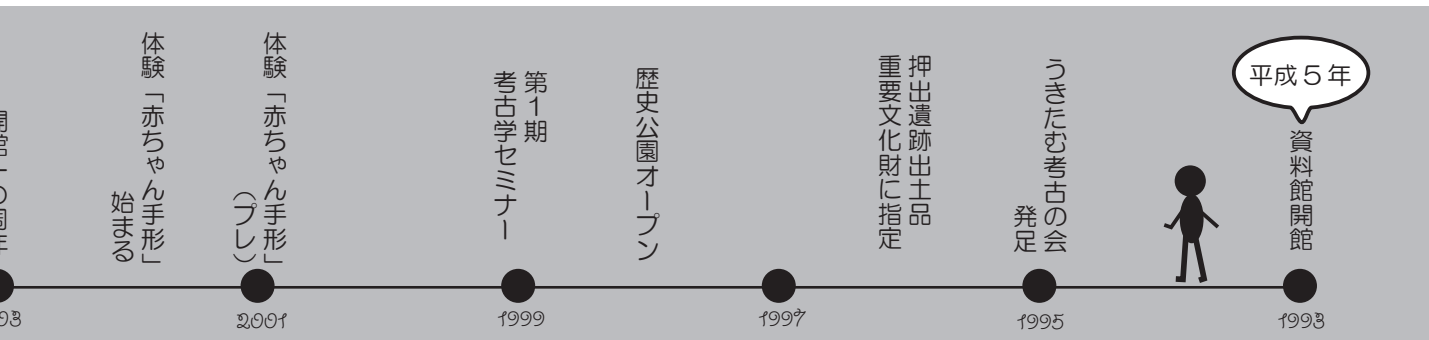 平成5年
資料館開館
1993
うきたむ考古の会
発足
1995
押出遺跡出土品
重要文化財に指定
1997
歴史公園オープン
第1期
考古学セミナー
1999
体験「赤ちゃん手形」
(プレ)
2001
体験「赤ちゃん手形」
始まる